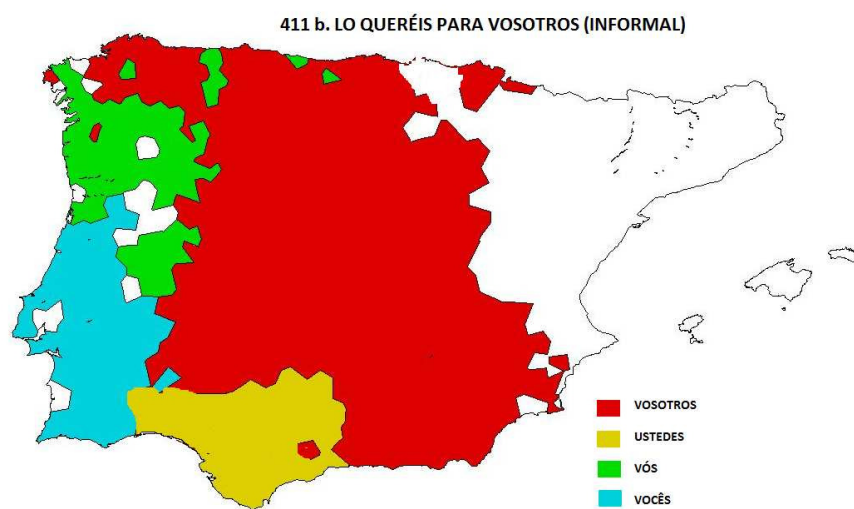 411 b. LO QUERÉIS PARA VOSOTROS (INFORMAL)
VOSOTROS
USTEDES
VÓS
VOCÊS